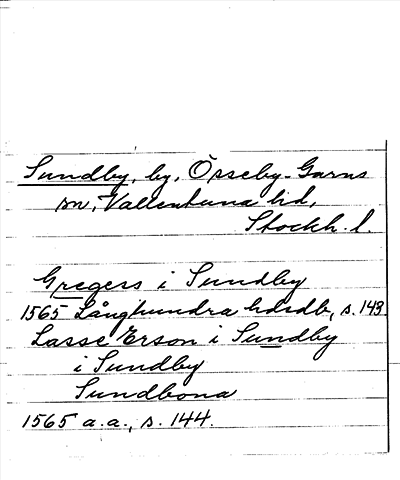 Sundby, by, Össeby-Garns
sn, Vallentuna hd,
Stockh. l.
Gregers i Sundby
1565 Långhundra hdsdb, s. 143
Lasse Erson i Sundby
i Sundby
Sundbona
1565 a.a., s. 144.